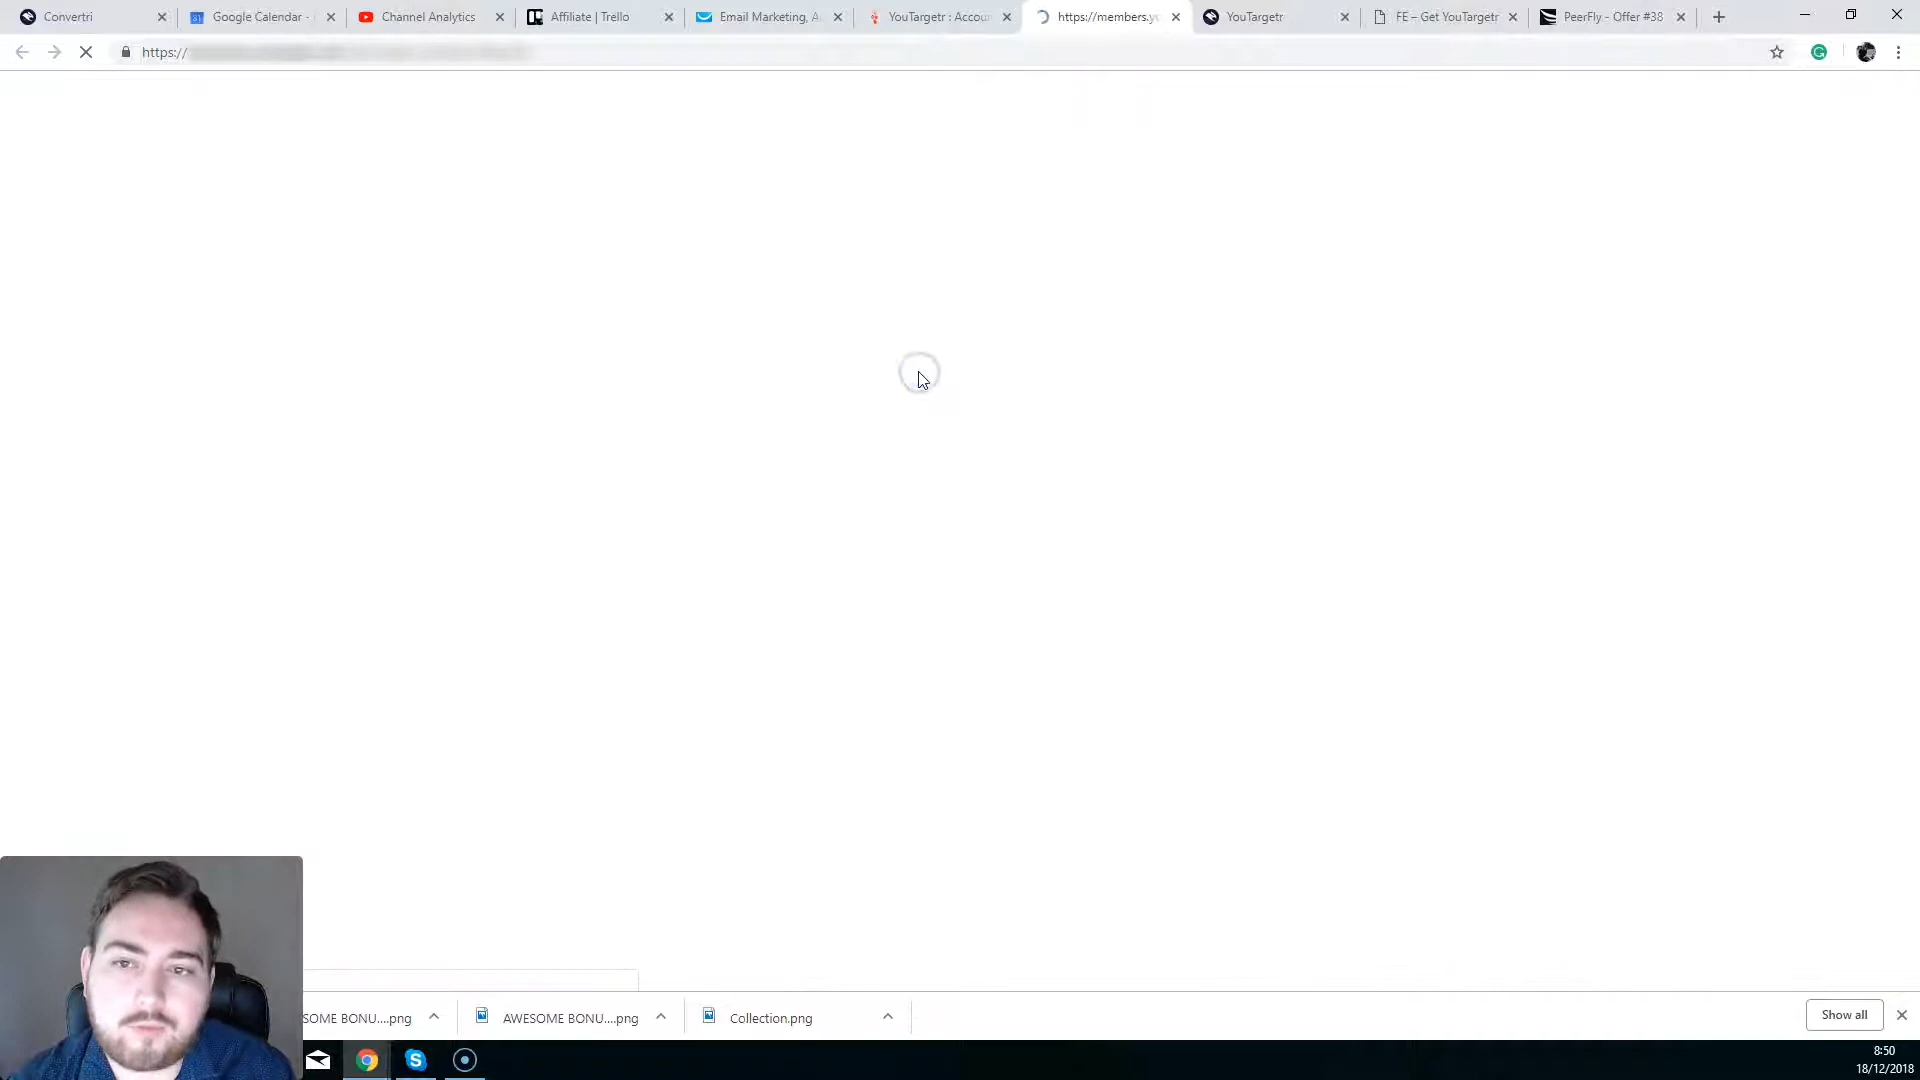 Convertri
Google Calendar -
Channel Analytics
Affiliate | Trello
Email Marketing, A
YouTargetr : Accou
https://members.y
YouTargetr
FE – Get YouTargetr
PeerFly - Offer #38
https://
SOME BONU....png
AWESOME BONU....png
Collection.png
Show all
8:50
18/12/2018